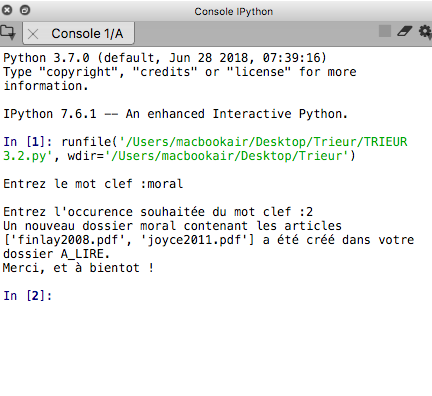 Console IPython
Console 1/A
Python 3.7.0 (default, Jun 28 2018, 07:39:16)
Type "copyright", "credits" or "license" for more
information.
IPython 7.6.1 -- An enhanced Interactive Python.
In [1]: runfile('/Users/macbookair/Desktop/Trieur/TRIEUR
3.2.py', wdir='/Users/macbookair/Desktop/Trieur')
Entrez le mot clef :moral
Entrez l'occurence souhaitée du mot clef :2
Un nouveau dossier moral contenant les articles
['finlay2008.pdf', 'joyce2011.pdf'] a été créé dans votre
dossier A_LIRE.
Merci, et à bientot !
In [2]: